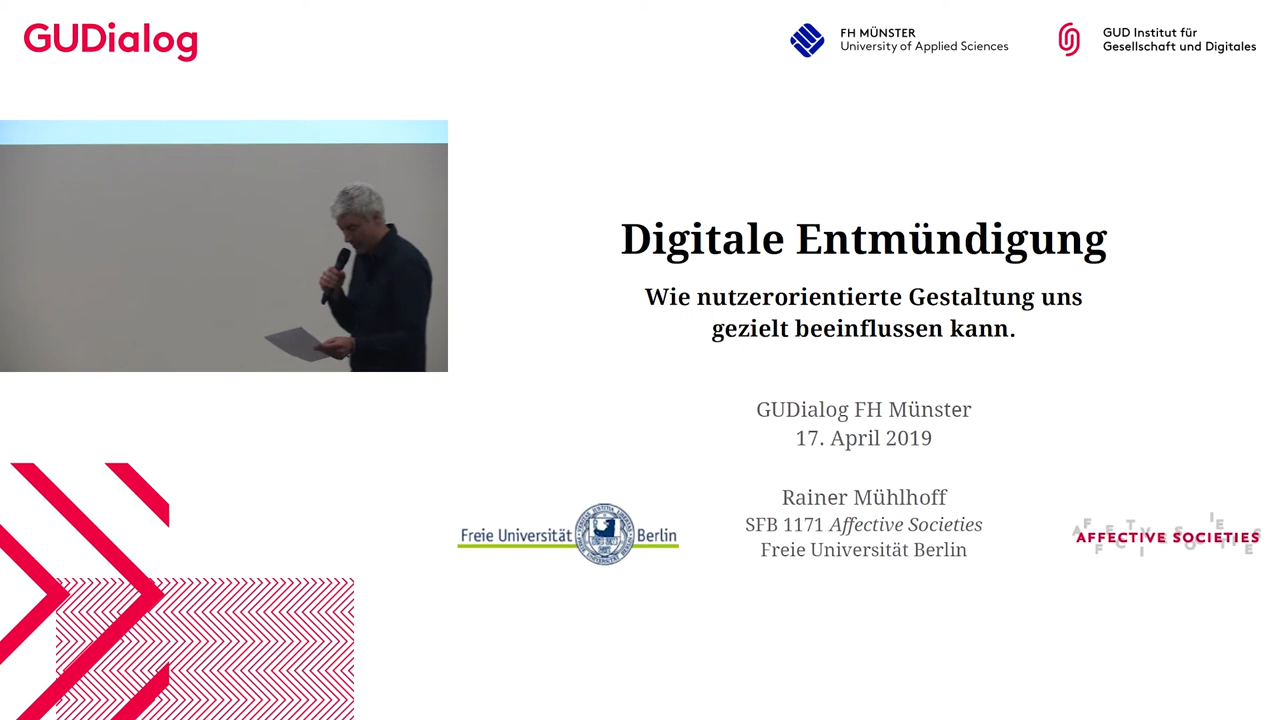 GUDialog
FH MÜNSTER
University of Applied Sciences
GUD Institut für
Gesellschaft und Digitales
Digitale Entmündigung
Wie nutzerorientierte Gestaltung uns
gezielt beeinflussen kann.
GUDialog FH Münster
17. April 2019
Rainer Mühlhoff
SFB 1171 Affective Societies
Freie Universität Berlin
Freie Universität Berlin
AFFECTIVE SOCIETIES